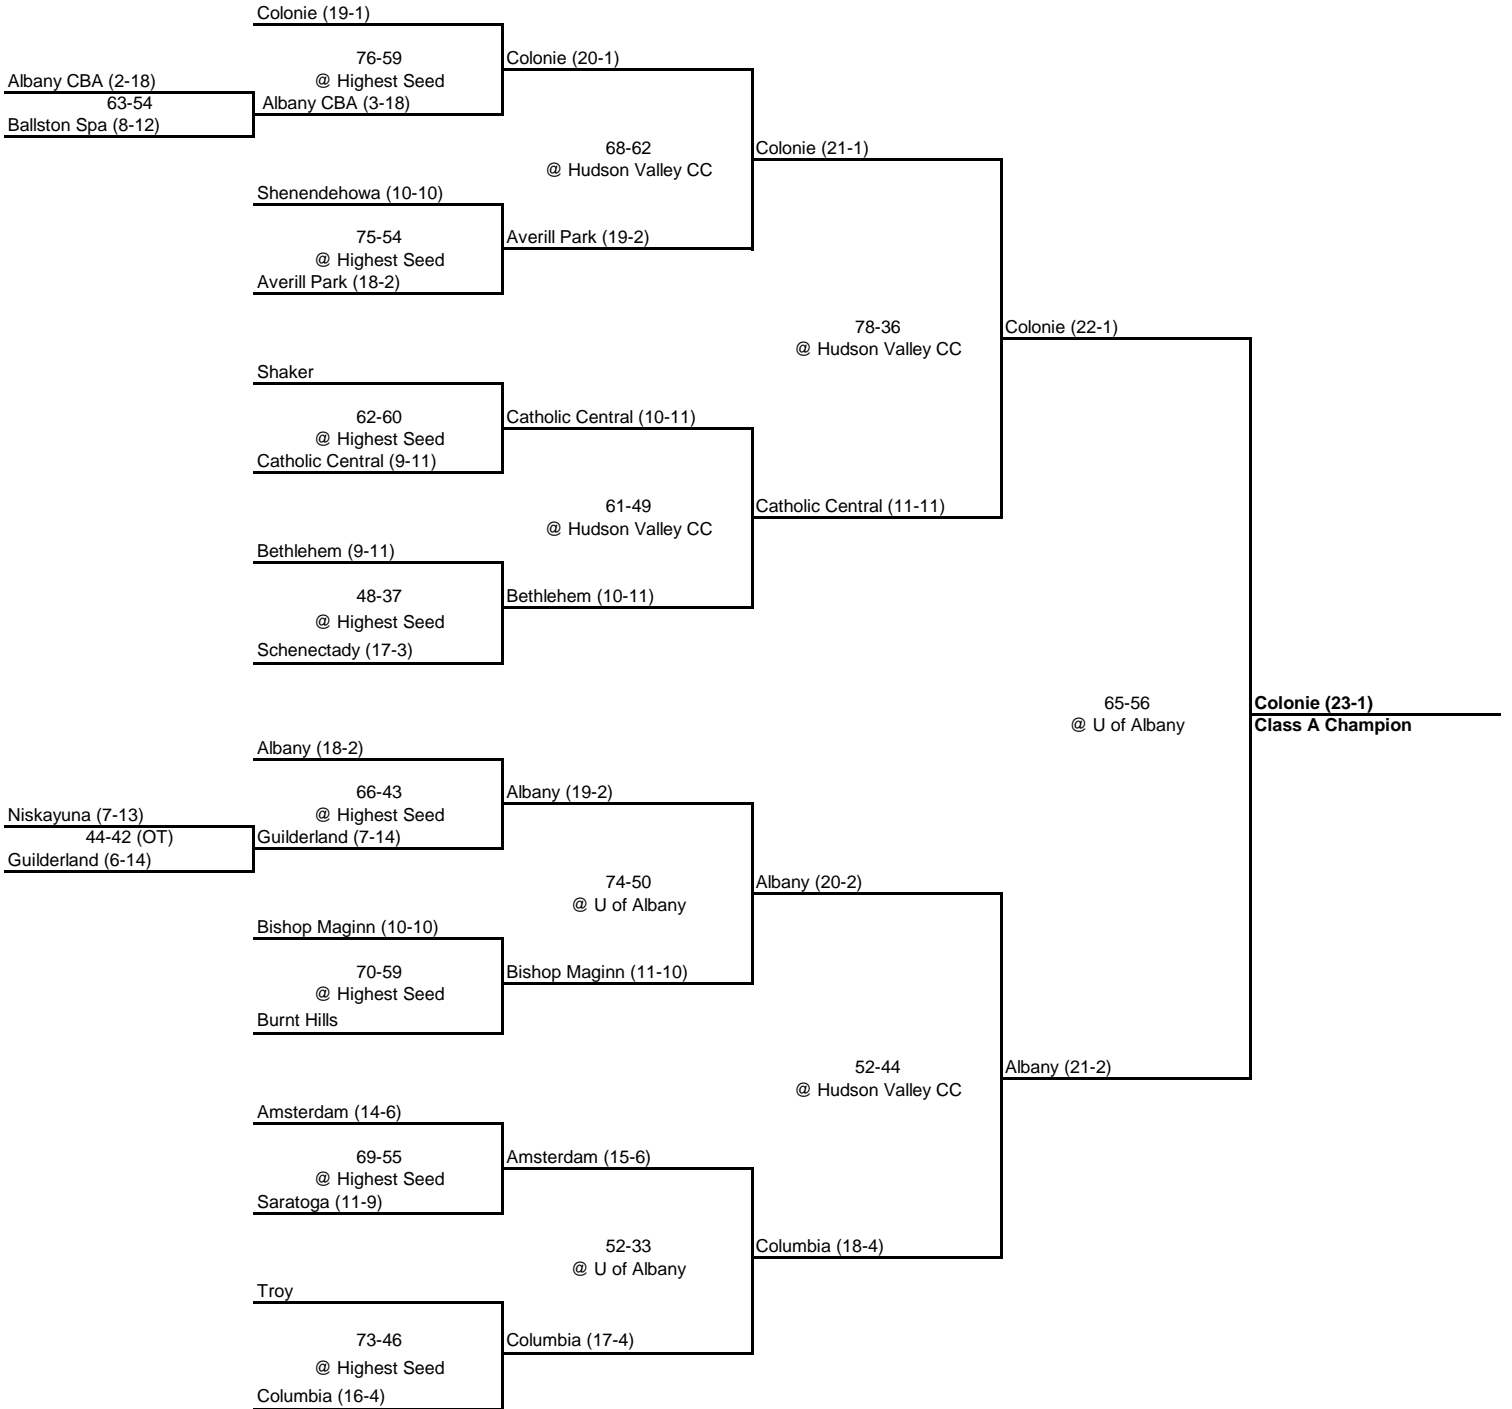 Colonie (19-1)
76-59
@ Highest Seed
Colonie (20-1)
Albany CBA (2-18)
63-54
Albany CBA (3-18)
Ballston Spa (8-12)
68-62
@ Hudson Valley CC
Colonie (21-1)
Shenendehowa (10-10)
75-54
@ Highest Seed
Averill Park (19-2)
Averill Park (18-2)
78-36
@ Hudson Valley CC
Colonie (22-1)
Shaker
62-60
@ Highest Seed
Catholic Central (10-11)
Catholic Central (9-11)
61-49
@ Hudson Valley CC
Catholic Central (11-11)
Bethlehem (9-11)
48-37
@ Highest Seed
Bethlehem (10-11)
Schenectady (17-3)
65-56
@ U of Albany
Colonie (23-1)
Class A Champion
Albany (18-2)
66-43
@ Highest Seed
Albany (19-2)
Niskayuna (7-13)
44-42 (OT)
Guilderland (7-14)
Guilderland (6-14)
74-50
@ U of Albany
Albany (20-2)
Bishop Maginn (10-10)
70-59
@ Highest Seed
Bishop Maginn (11-10)
Burnt Hills
52-44
@ Hudson Valley CC
Albany (21-2)
Amsterdam (14-6)
69-55
@ Highest Seed
Amsterdam (15-6)
Saratoga (11-9)
52-33
@ U of Albany
Columbia (18-4)
Troy
73-46
@ Highest Seed
Columbia (17-4)
Columbia (16-4)